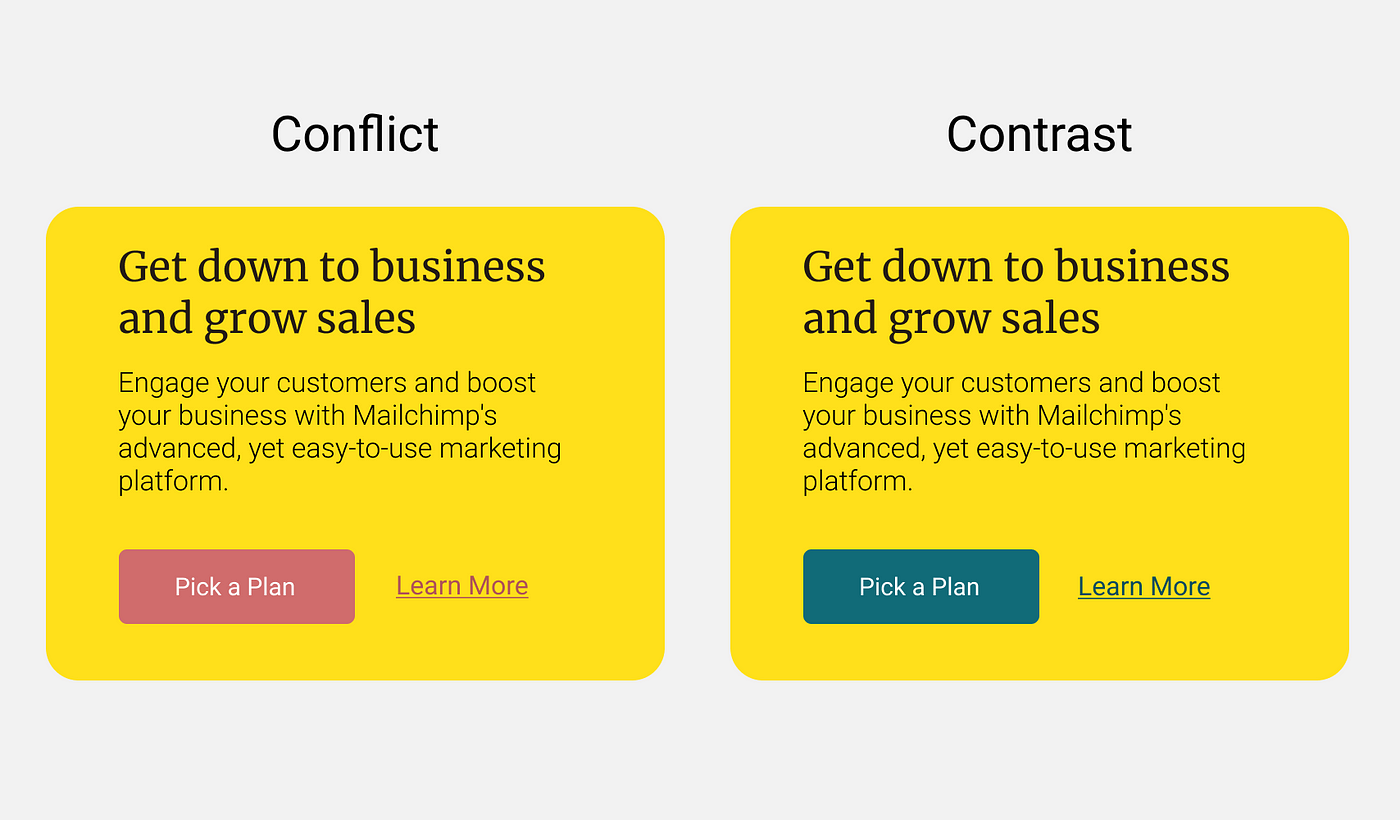 Conflict
Get down to business
and grow sales
Engage your customers and boost
your business with Mailchimp's
advanced, yet easy-to-use marketing
platform.
Pick a Plan
Learn More
Contrast
Get down to business
and grow sales
Engage your customers and boost
your business with Mailchimp's
advanced, yet easy-to-use marketing
platform.
Pick a Plan
Learn More